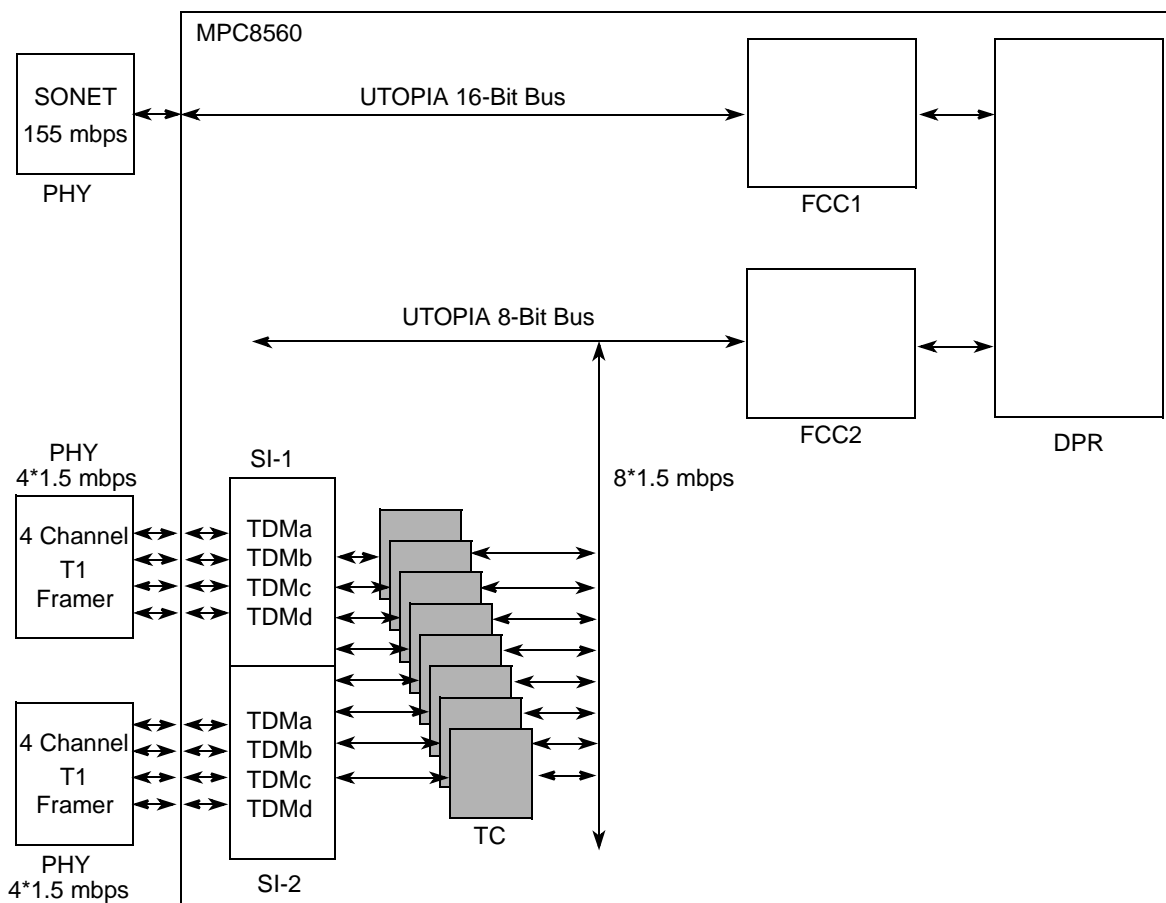 MPC8560
SONET
155 mbps
PHY
UTOPIA 16-Bit Bus
FCC1
UTOPIA 8-Bit Bus
FCC2
DPR
8*1.5 mbps
PHY
4*1.5 mbps
4 Channel
T1
Framer
SI-1
TDMa
TDMb
TDMc
TDMd
4 Channel
T1
Framer
PHY
4*1.5 mbps
TDMa
TDMb
TDMc
TDMd
SI-2
TC